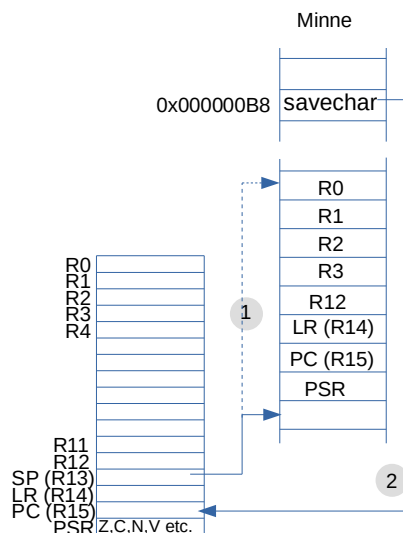 Minne
0x000000B8 savechar
R0
R1
R2
R3
R12
LR (R14)
PC (R15)
PSR
1
R0
R1
R2
R3
R4
R11
R12
SP (R13)
LR (R14)
PC (R15)
PSR Z,C,N,V etc.
2